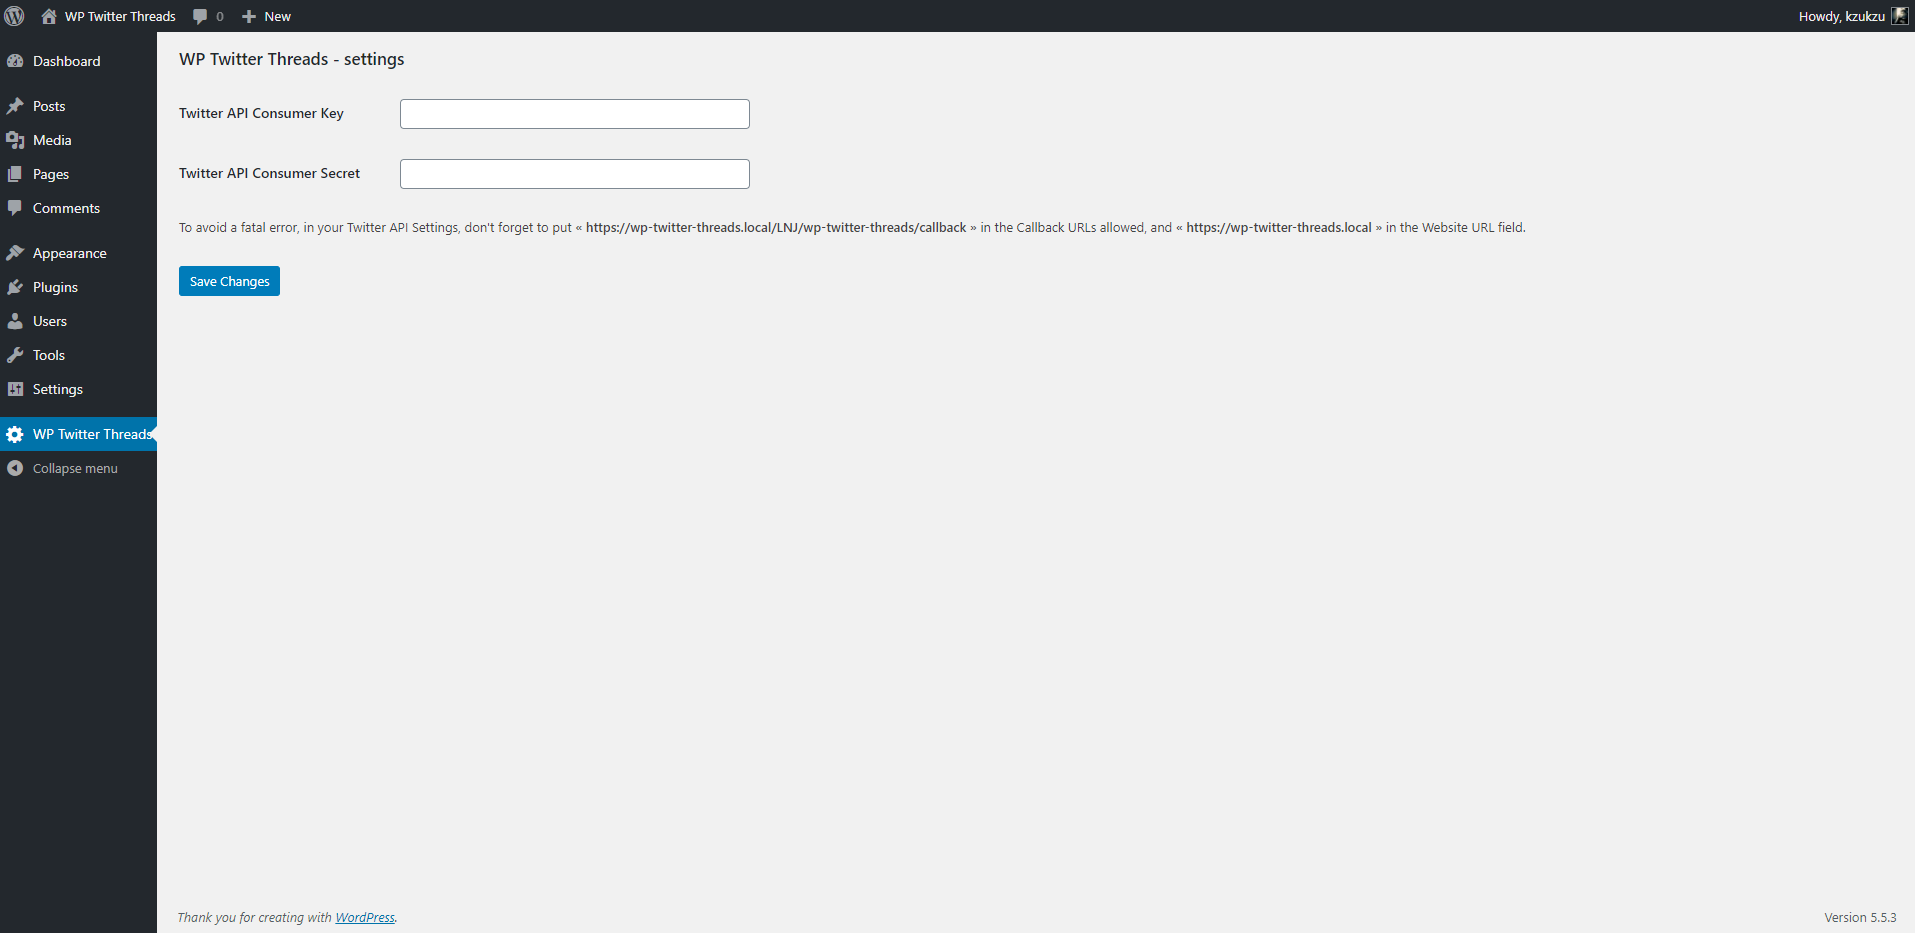 WP Twitter Threads 0 New Howdy, kzukzu
Dashboard
Posts
Media
Pages
Comments
Appearance
Plugins
Users
Tools
Settings
WP Twitter Threads
Collapse menu
WP Twitter Threads - settings
Twitter API Consumer Key
Twitter API Consumer Secret
To avoid a fatal error, in your Twitter API Settings, don't forget to put « https://wp-twitter-threads.local/LNJ/wp-twitter-threads/callback » in the Callback URLs allowed, and « https://wp-twitter-threads.local » in the Website URL field.
Save Changes
Thank you for creating with WordPress.
Version 5.5.3